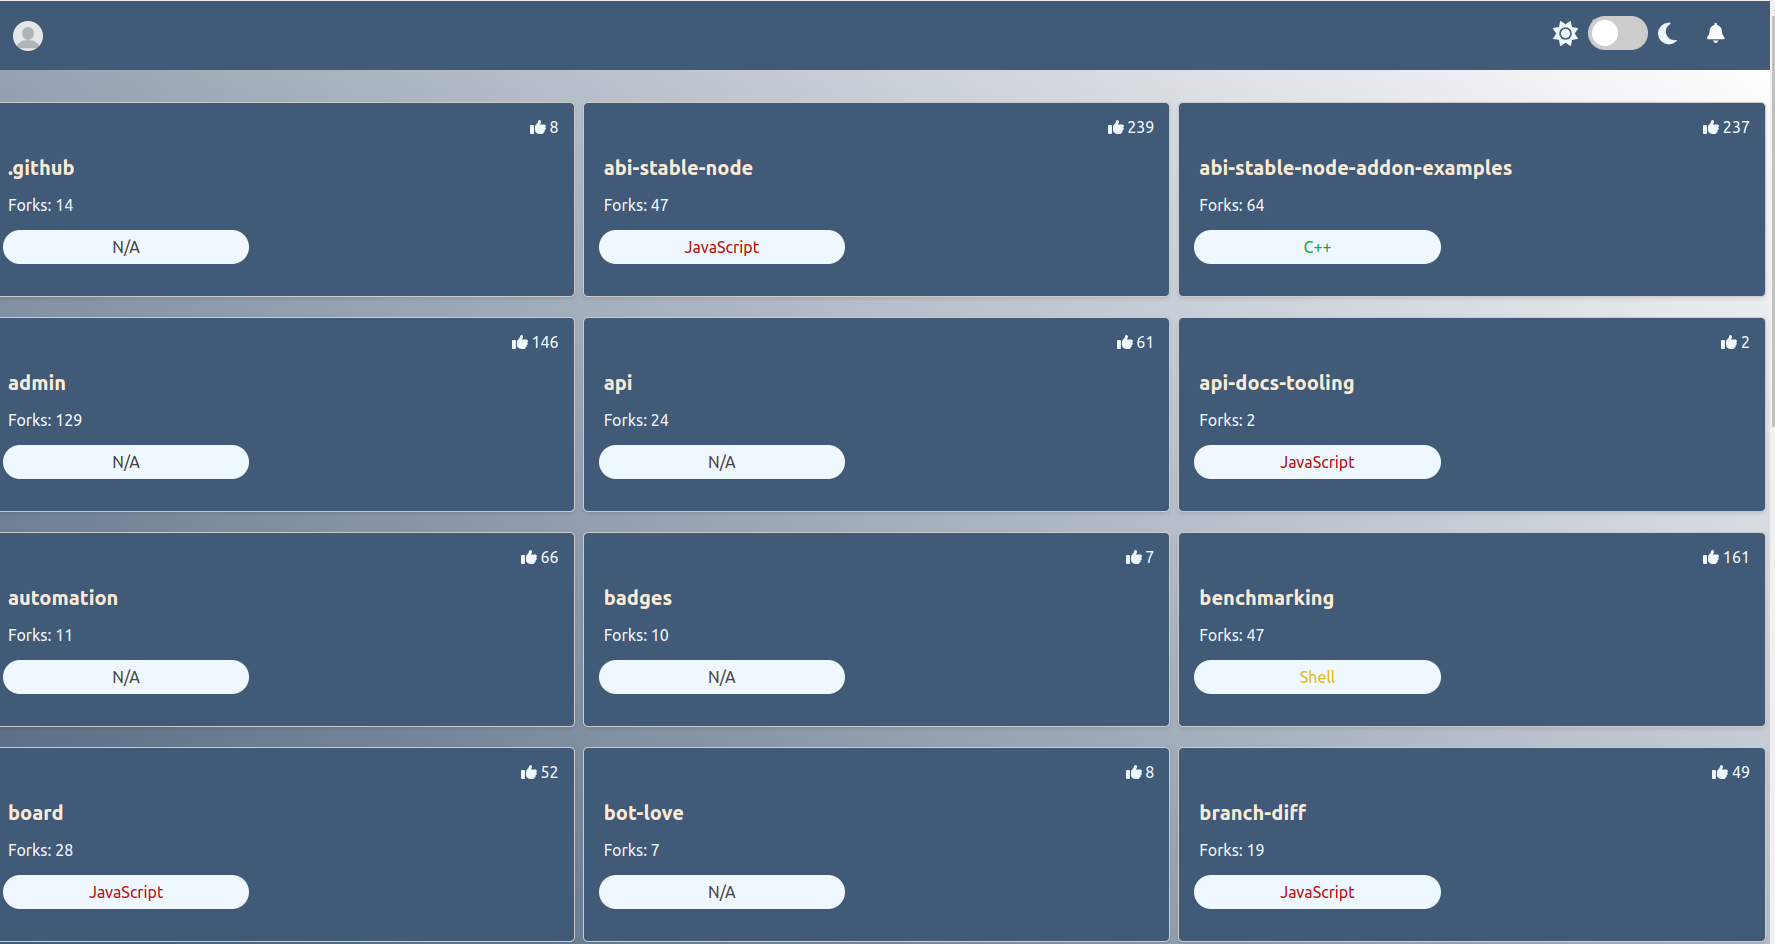 8
.github
Forks: 14
N/A
239
abi-stable-node
Forks: 47
JavaScript
237
abi-stable-node-addon-examples
Forks: 64
C++
146
admin
Forks: 129
N/A
61
api
Forks: 24
N/A
2
api-docs-tooling
Forks: 2
JavaScript
66
automation
Forks: 11
N/A
7
badges
Forks: 10
N/A
161
benchmarking
Forks: 47
Shell
52
board
Forks: 28
JavaScript
8
bot-love
Forks: 7
N/A
49
branch-diff
Forks: 19
JavaScript